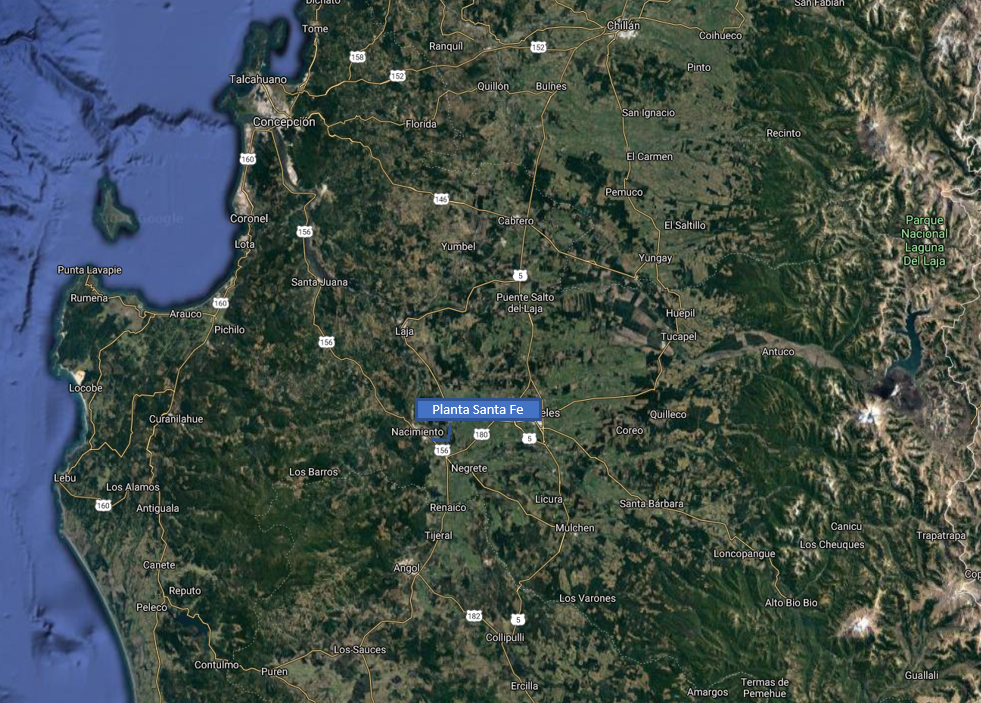 Dichato
San Fabian
Tome
Chillán
Coihueco
Ranquil
152
158
152
Pinto
Talcahuano
Quillón
Bulnes
San Ignacio
Concepción
Florida
Recinto
160
El Carmen
Pemuco
146
Coronel
Cabrero
El Saltillo
Parque
Nacional
Laguna
Del Laja
Google
156
Lota
Yumbel
Yungay
Punta Lavapie
5
Santa Juana
Rumena
160
Puente Salto
del Laja
Arauco
Huepil
Pichilo
Laja
Tucapel
156
Antuco
Locobe
Planta Santa Fe
eles
Quilleco
Curanilahue
Nacimiento
180
5
Coreo
156
Negrete
Los Barros
Lebu
Los Alamos
160
Antiguala
Renaico
Licura
Santa Bárbara
Mulchen
Canicu
Tijeral
Los Cheuques
Trapatrapa
Loncopangue
Canete
Angol
Cop
Reputo
Peleco
Los Varones
Alto Bio Bio
182
5
Collipulli
Los Sauces
Contulmo
Puren
Guallali
Ercilla
Amargos
Termas de
Pemehue